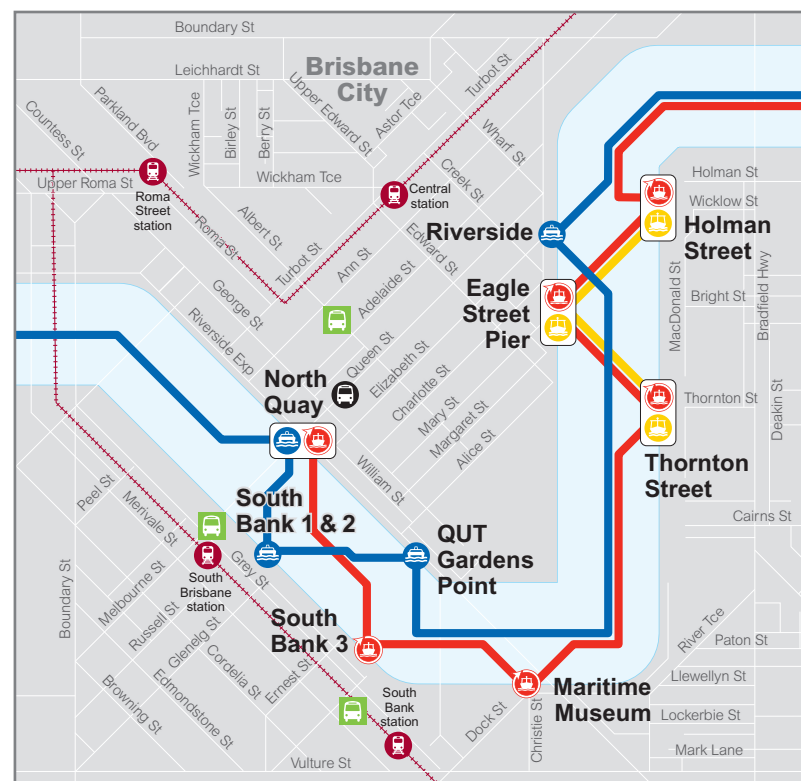 Boundary St
Leichhardt St
Brisbane
City
Turbot St
Parkland Bvd
Countess St
Wickham Tce
Birley St
Berry St
Upper Edward St
Astor Tce
Wharf St
Wickham Tce
Creek St
Central
station
Upper Roma St
Roma
Street
station
Holman St
Wicklow St
Holman
Street
Albert St
Roma St
Turbot St
Ann St
Edward St
Riverside
Adelaide St
Eagle
Street
Pier
MacDonald St
Bright St
Bradfield Hwy
George St
Riverside Exp
Queen St
Elizabeth St
Charlotte St
Mary St
Margaret St
Alice St
North
Quay
Thornton St
Deakin St
Thornton
Street
William St
Peel St
Merivale St
South
Bank 1 & 2
QUT
Gardens
Point
Cairns St
Grey St
South
Brisbane
station
Boundary St
Melbourne St
Russell St
Glenelg St
Cordelia St
Ernest St
Edmondstone St
Browning St
South
Bank 3
South
Bank
station
Vulture St
Maritime
Museum
Dock St
Christie St
River Tce
Paton St
Llewellyn St
Lockerbie St
Mark Lane